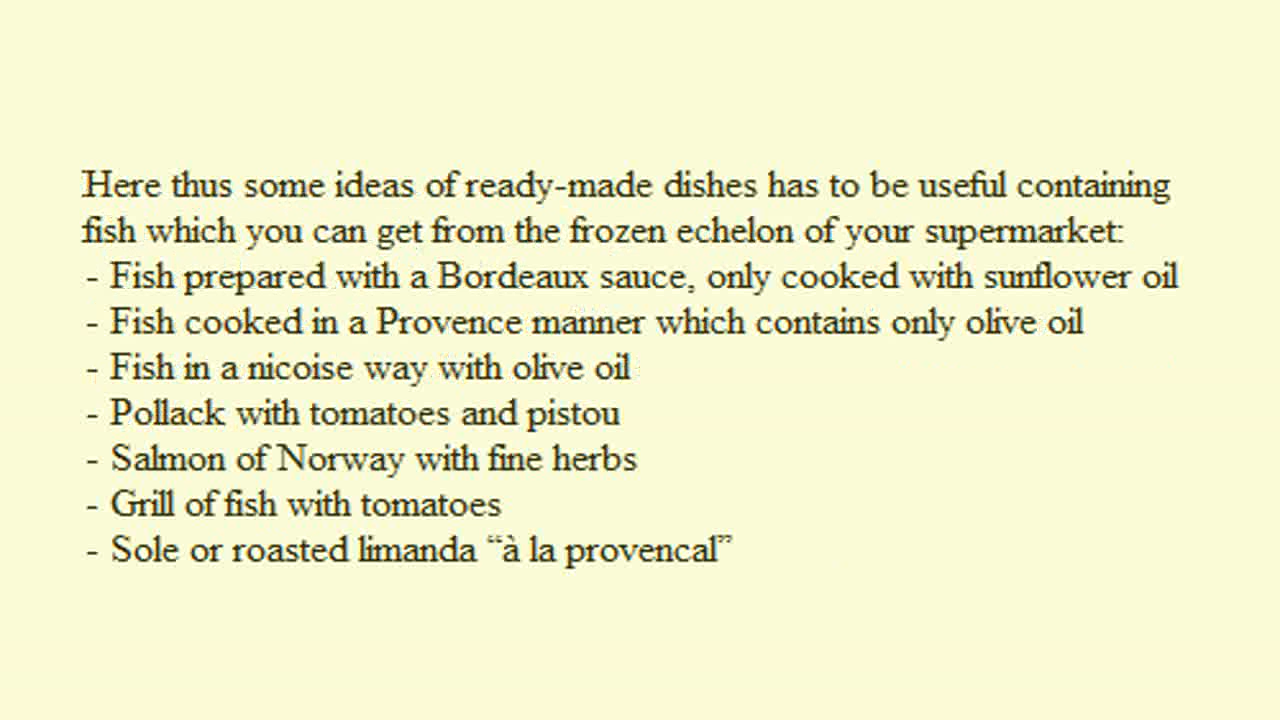 Here thus some ideas of ready-made dishes has to be useful containing
fish which you can get from the frozen echelon of your supermarket:
- Fish prepared with a Bordeaux sauce, only cooked with sunflower oil
- Fish cooked in a Provence manner which contains only olive oil
- Fish in a nicoise way with olive oil
- Pollack with tomatoes and pistou
- Salmon of Norway with fine herbs
- Grill of fish with tomatoes
- Sole or roasted limanda “à la provencal”